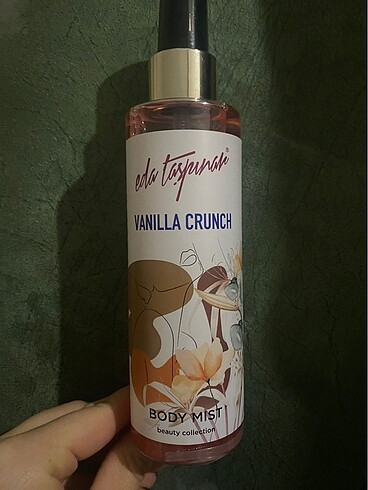 eda taşpınar®
VANILLA CRUNCH
BODY MIST
beauty collection